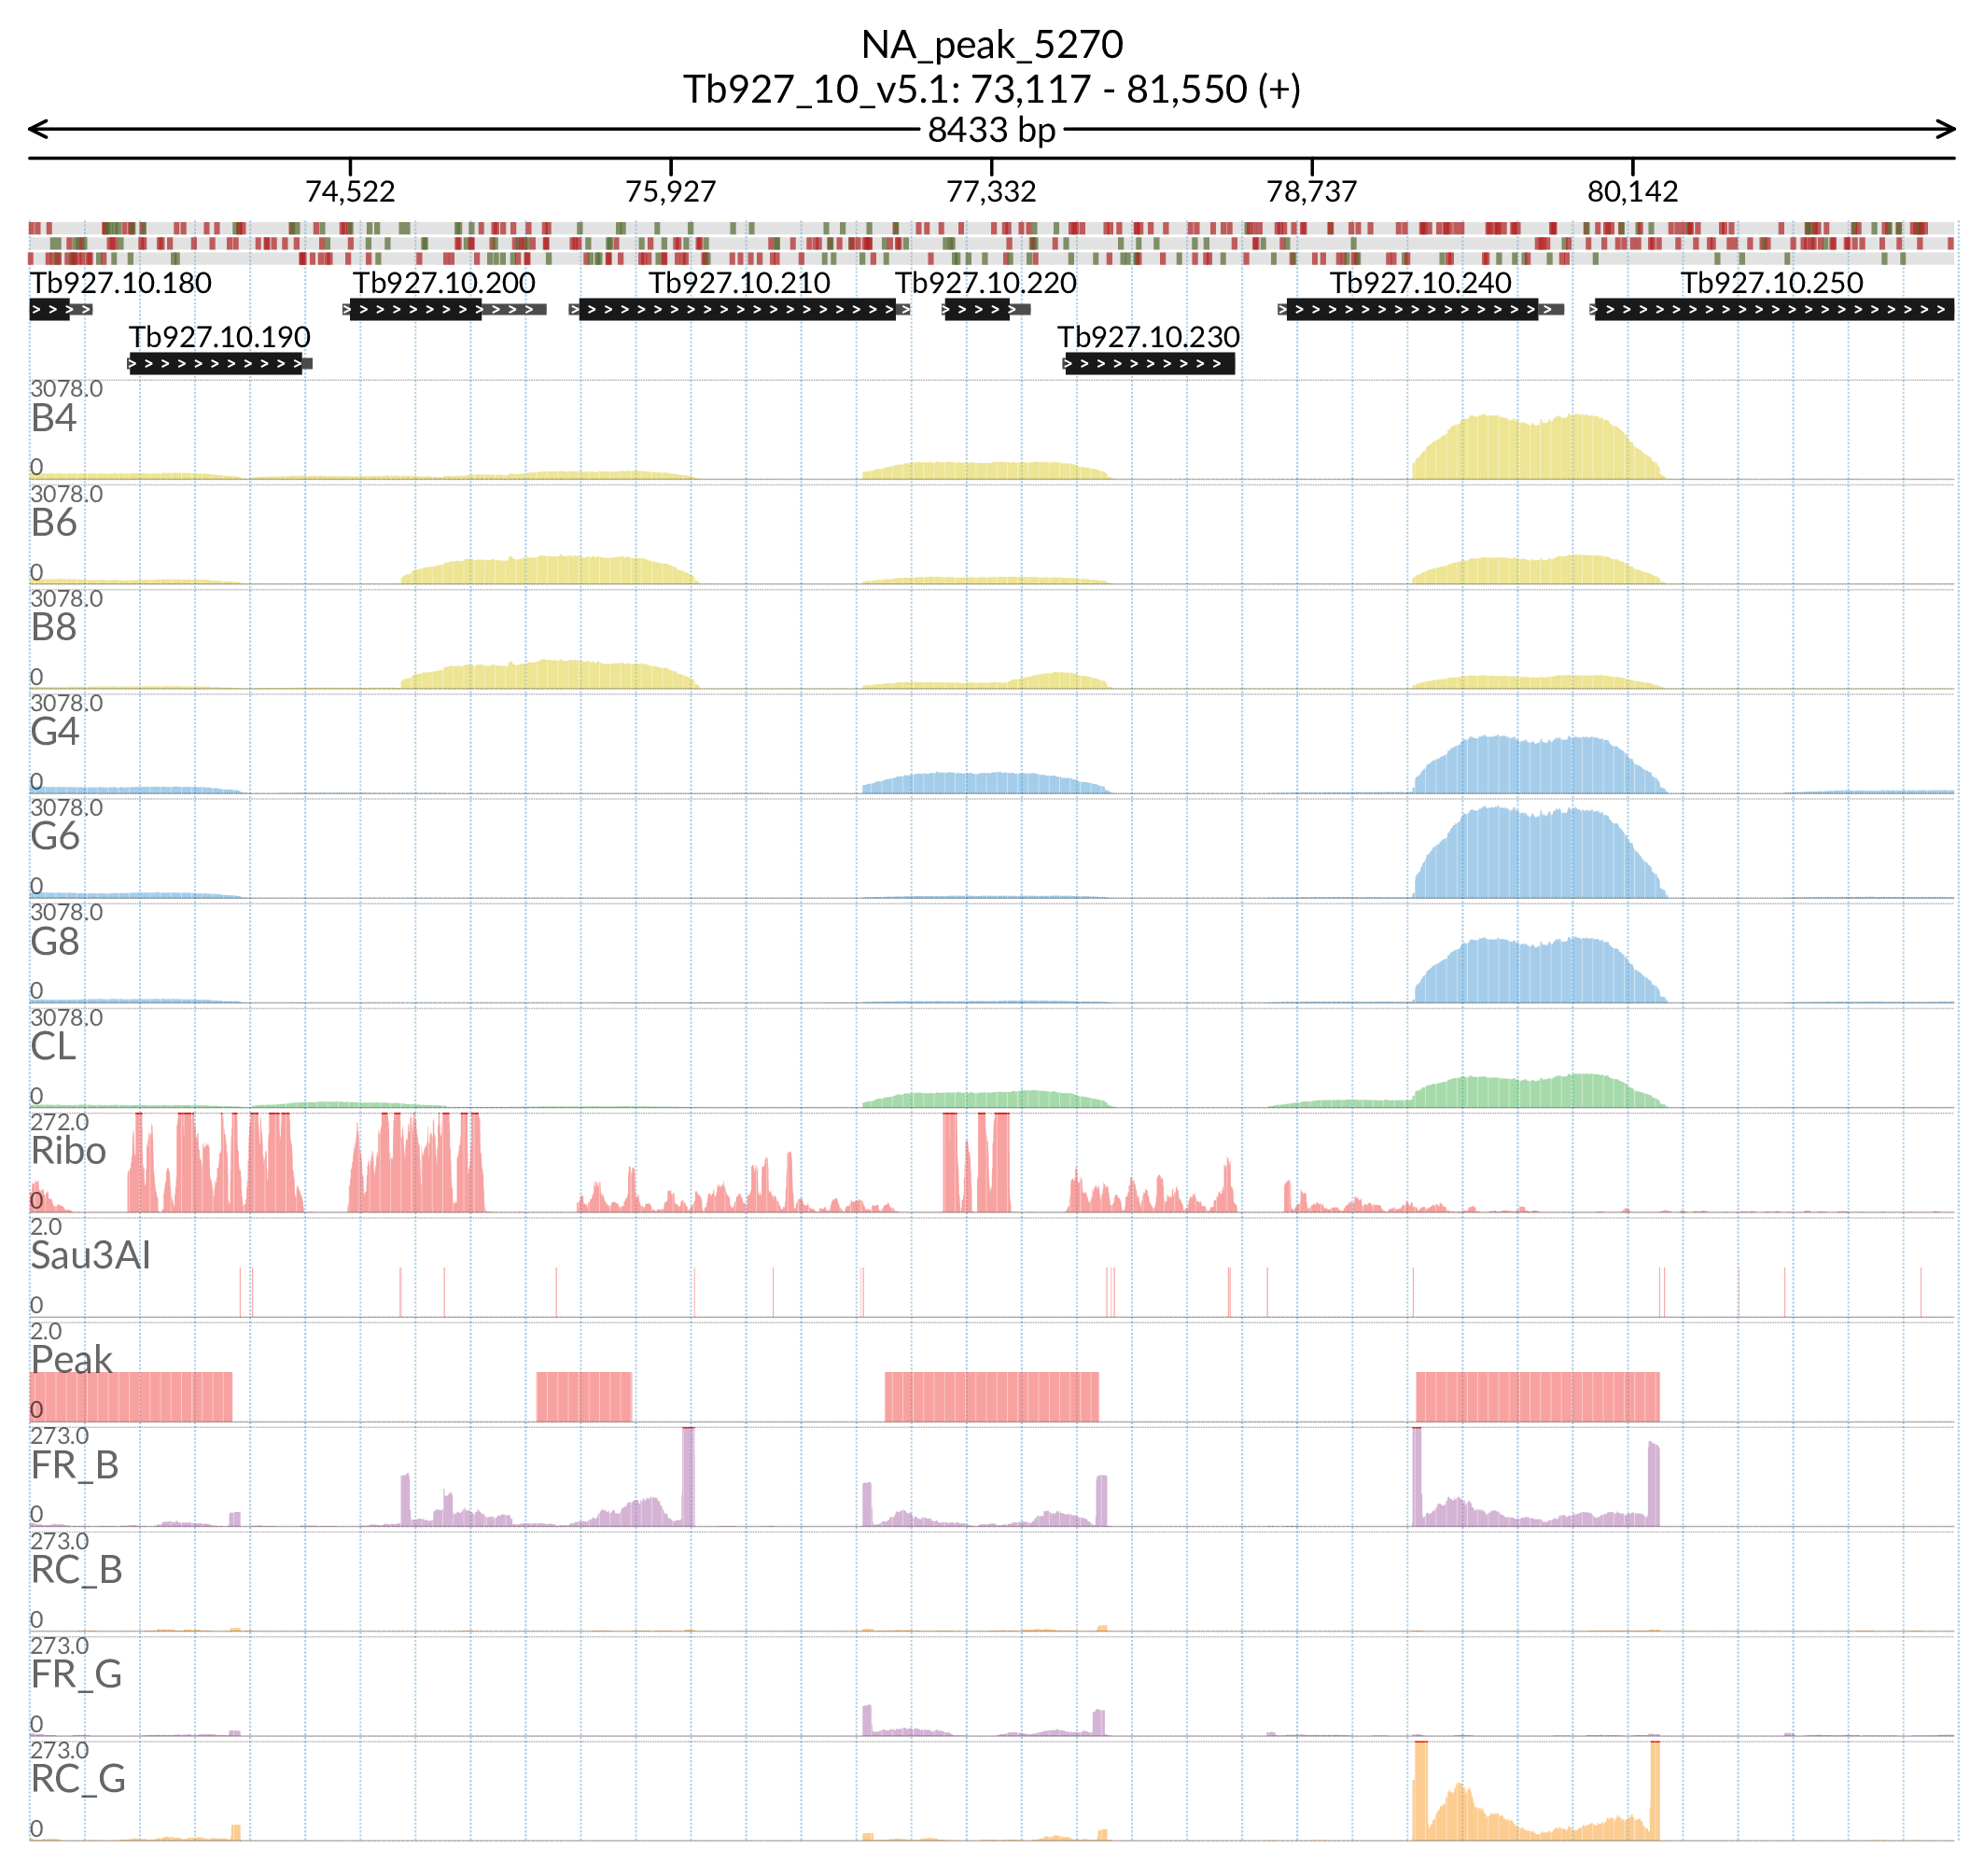 NA_peak_5270
Tb927_10_v5.1: 73,117 - 81,550 (+)
8433 bp
74,522 75,927 77,332 78,737 80,142
Tb927.10.180 Tb927.10.200 Tb927.10.210 Tb927.10.220 Tb927.10.240 Tb927.10.250
Tb927.10.190 Tb927.10.230
3078.0
B4
0
3078.0
B6
0
3078.0
B8
0
3078.0
G4
0
3078.0
G6
0
3078.0
G8
0
3078.0
CL
0
272.0
Ribo
0
2.0
Sau3AI
0
2.0
Peak
0
273.0
FR_B
0
273.0
RC_B
0
273.0
FR_G
0
273.0
RC_G
0